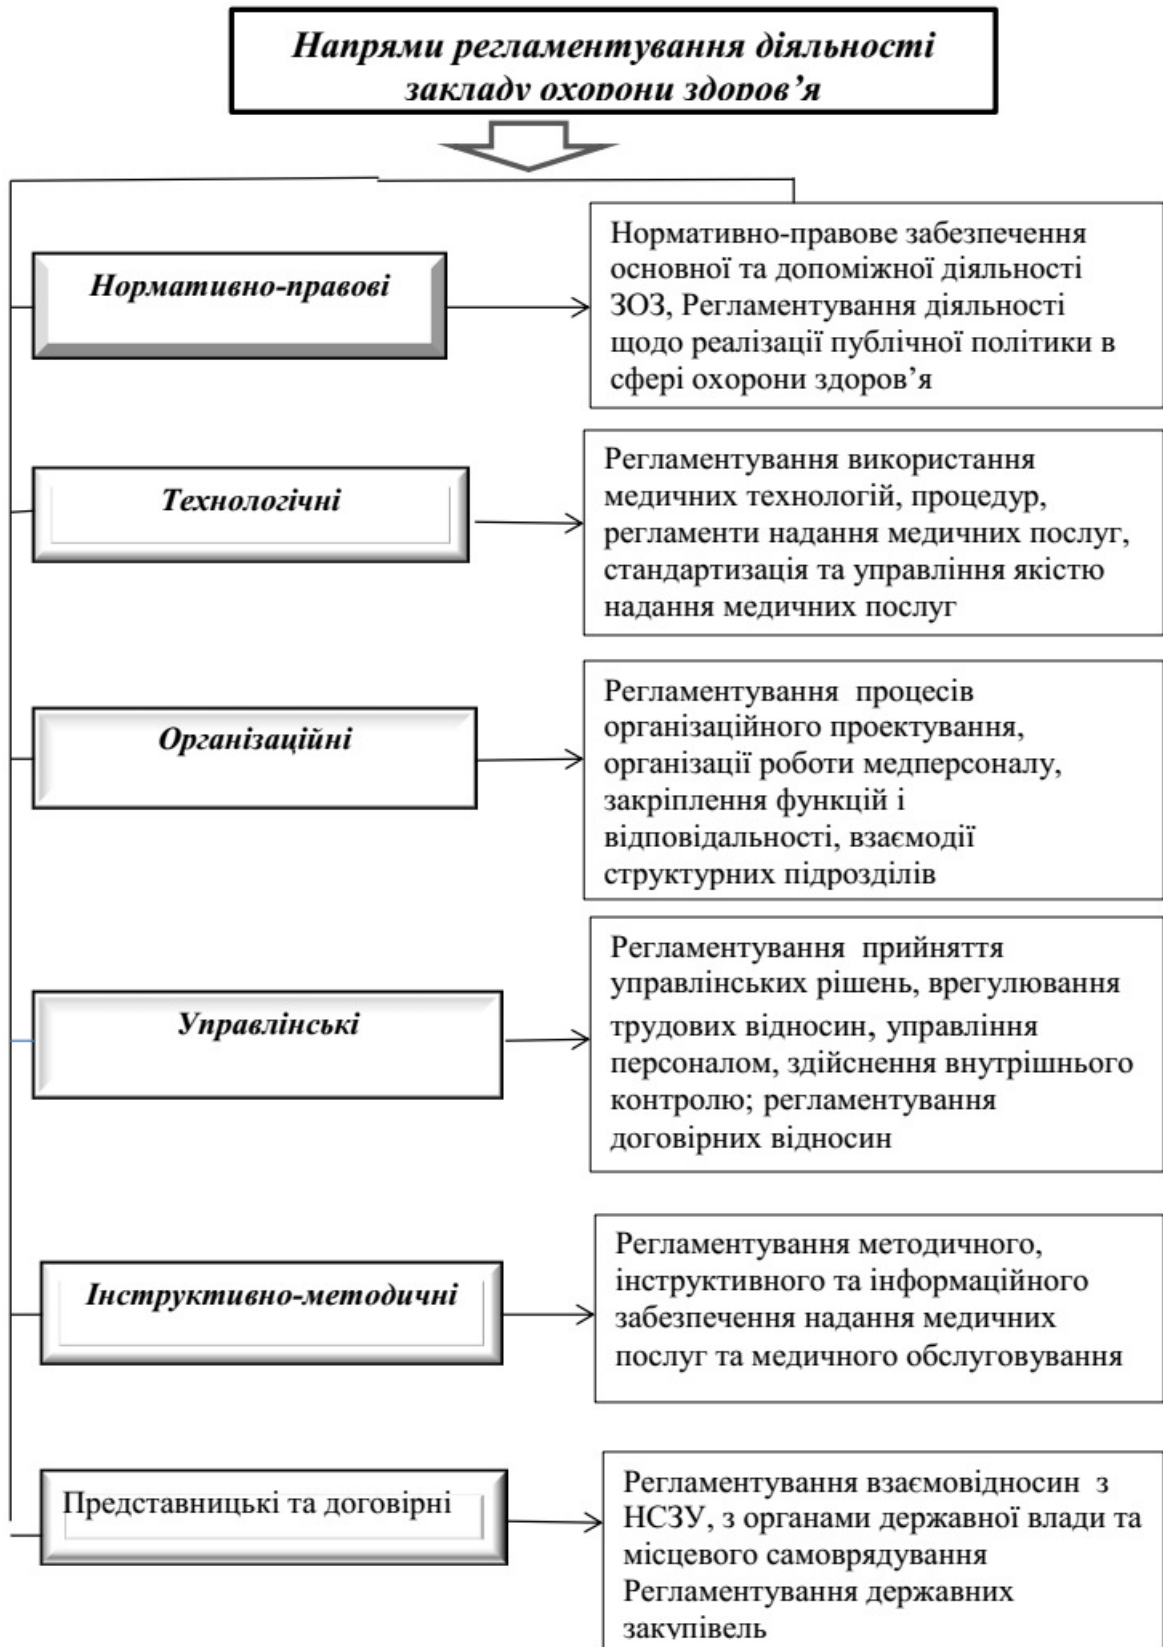 Напрями регламентування діяльності
закладу охорони здоров’я
Нормативно-правові
Нормативно-правове забезпечення
основної та допоміжної діяльності
ЗОЗ, Регламентування діяльності
щодо реалізації публічної політики в
сфері охорони здоров’я
Технологічні
Регламентування використання
медичних технологій, процедур,
регламенти надання медичних послуг,
стандартизація та управління якістю
надання медичних послуг
Організаційні
Регламентування процесів
організаційного проектування,
організації роботи медперсоналу,
закріплення функцій і
відповідальності, взаємодії
структурних підрозділів
Управлінські
Регламентування прийняття
управлінських рішень, врегулювання
трудових відносин, управління
персоналом, здійснення внутрішнього
контролю; регламентування
договірних відносин
Інструктивно-методичні
Регламентування методичного,
інструктивного та інформаційного
забезпечення надання медичних
послуг та медичного обслуговування
Представницькі та договірні
Регламентування взаємовідносин з
НСЗУ, з органами державної влади та
місцевого самоврядування
Регламентування державних
закупівель